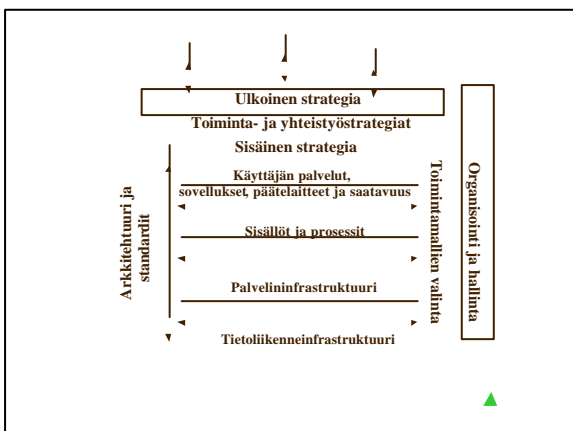 Ulkoinen strategia
Toiminta- ja yhteistyöstrategiat
Sisäinen strategia
Käyttäjän palvelut,
sovellukset, päätelaitteet ja saatavuus
Sisällöt ja prosessit
Palvelininfrastruktuuri
Tietoliikenneinfrastruktuuri
Arkkitehtuuri ja
standardit
Toimintamallien valinta
Organisointi ja hallinta